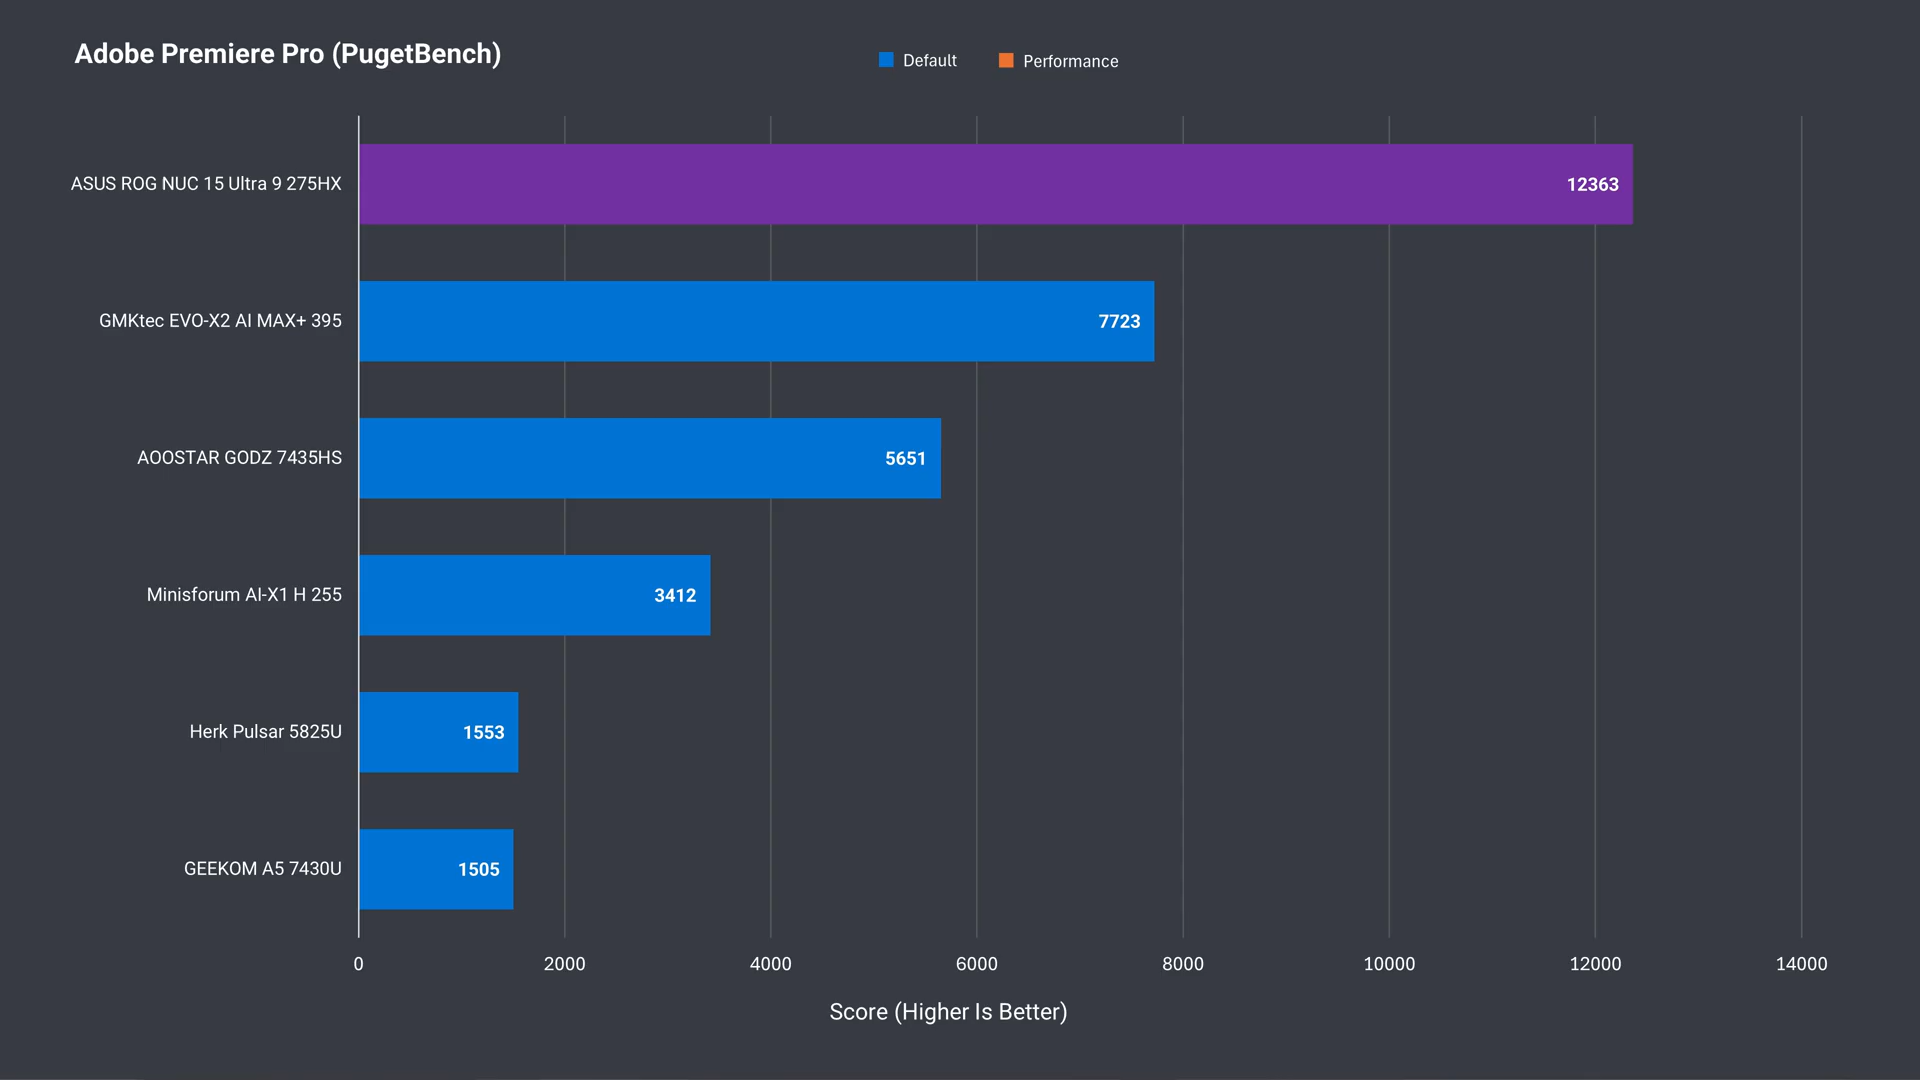 Adobe Premiere Pro (PugetBench)
Default
Performance
ASUS ROG NUC 15 Ultra 9 275HX
12363
GMKtec EVO-X2 AI MAX+ 395
7723
AOOSTAR GODZ 7435HS
5651
Minisforum AI-X1 H 255
3412
Herk Pulsar 5825U
1553
GEEKOM A5 7430U
1505
0 2000 4000 6000 8000 10000 12000 14000
Score (Higher Is Better)